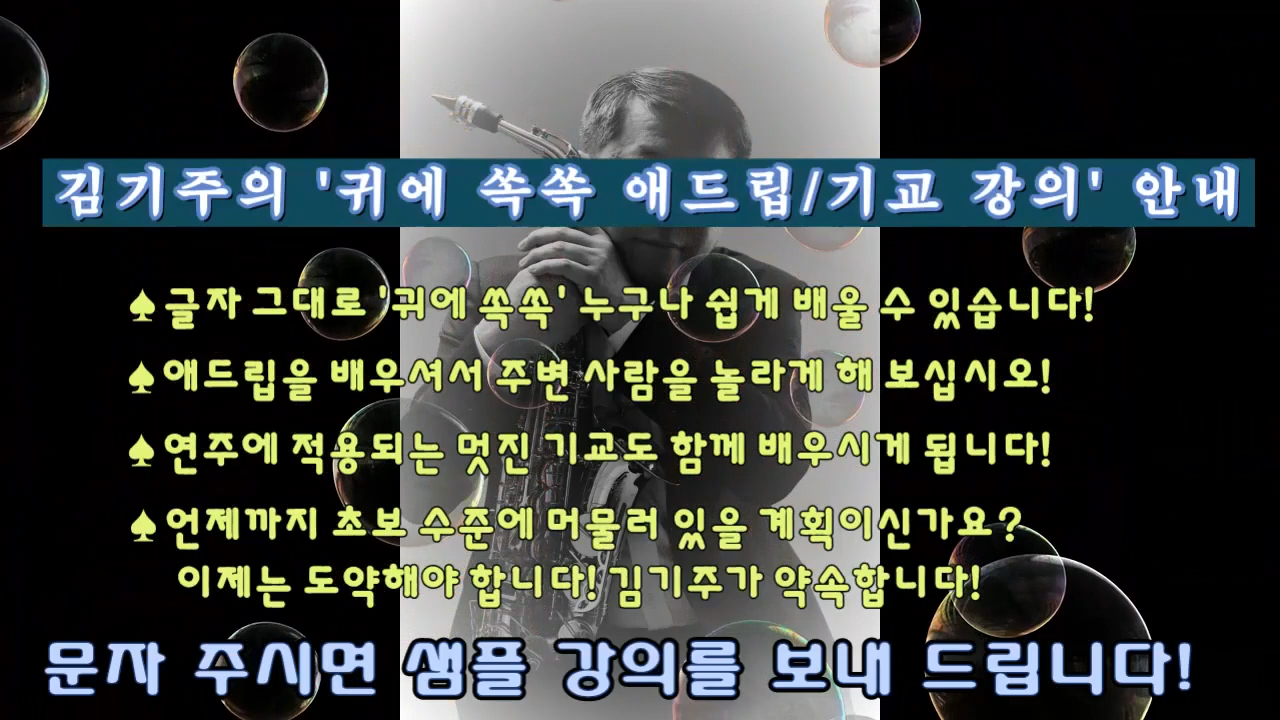 김기주의 '귀에 쏙쏙 애드립/기교 강의' 안내
♠글자 그대로 '귀에 쏙쏙' 누구나 쉽게 배울 수 있습니다!
♠애드립을 배우셔서 주변 사람을 놀라게 해 보십시오!
♠연주에 적용되는 멋진 기교도 함께 배우시게 됩니다!
♠언제까지 초보 수준에 머물러 있을 계획이신가요?
이제는 도약해야 합니다! 김기주가 약속합니다!
문자 주시면 샘플 강의를 보내 드립니다!